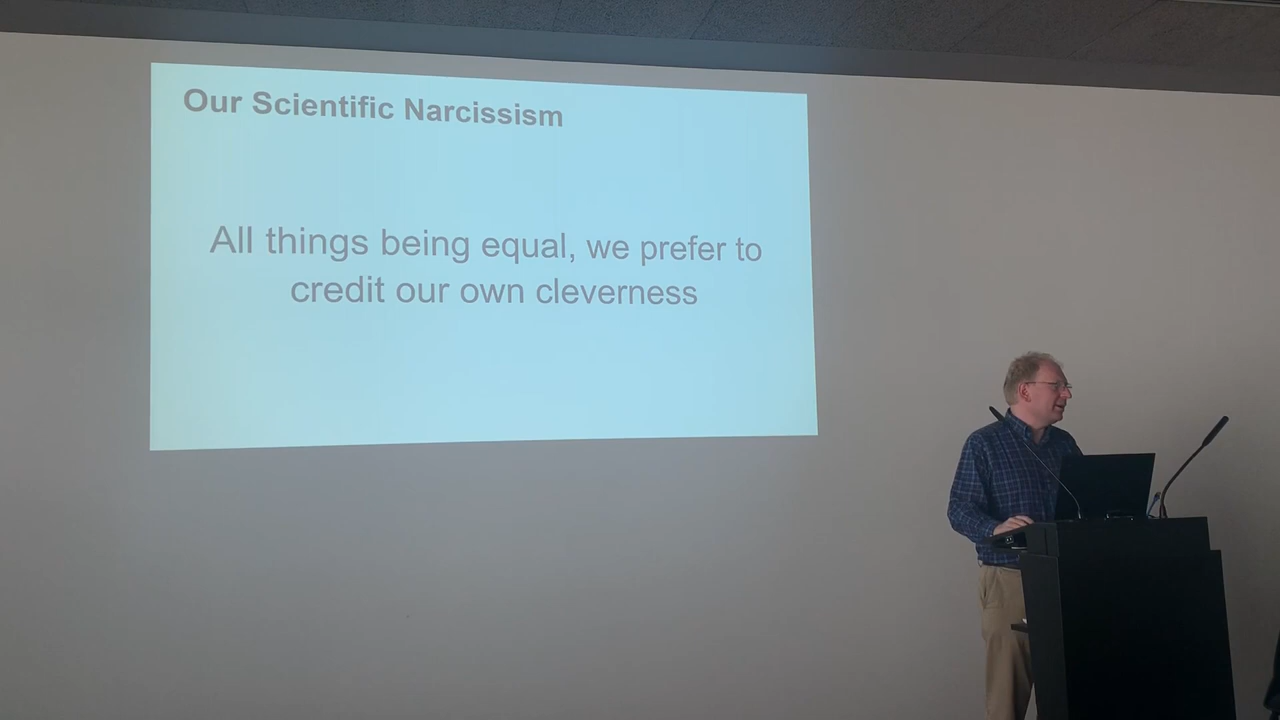 Our Scientific Narcissism
All things being equal, we prefer to
credit our own cleverness